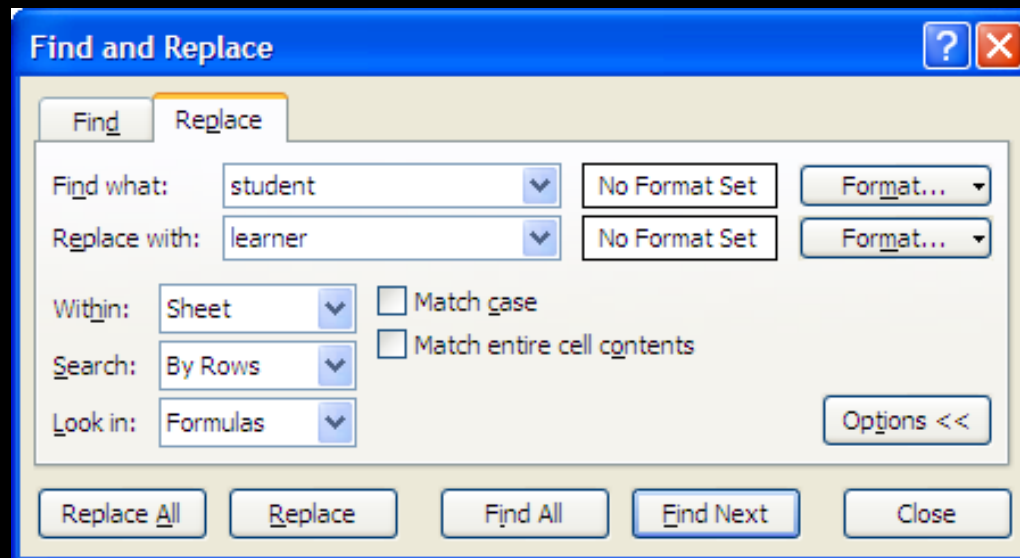 Find and Replace
Find Replace
Find what: student No Format Set Format...
Replace with: learner No Format Set Format...
Within: Sheet Match case
Match entire cell contents
Search: By Rows
Look in: Formulas Options <<
Replace All Replace Find All Find Next Close